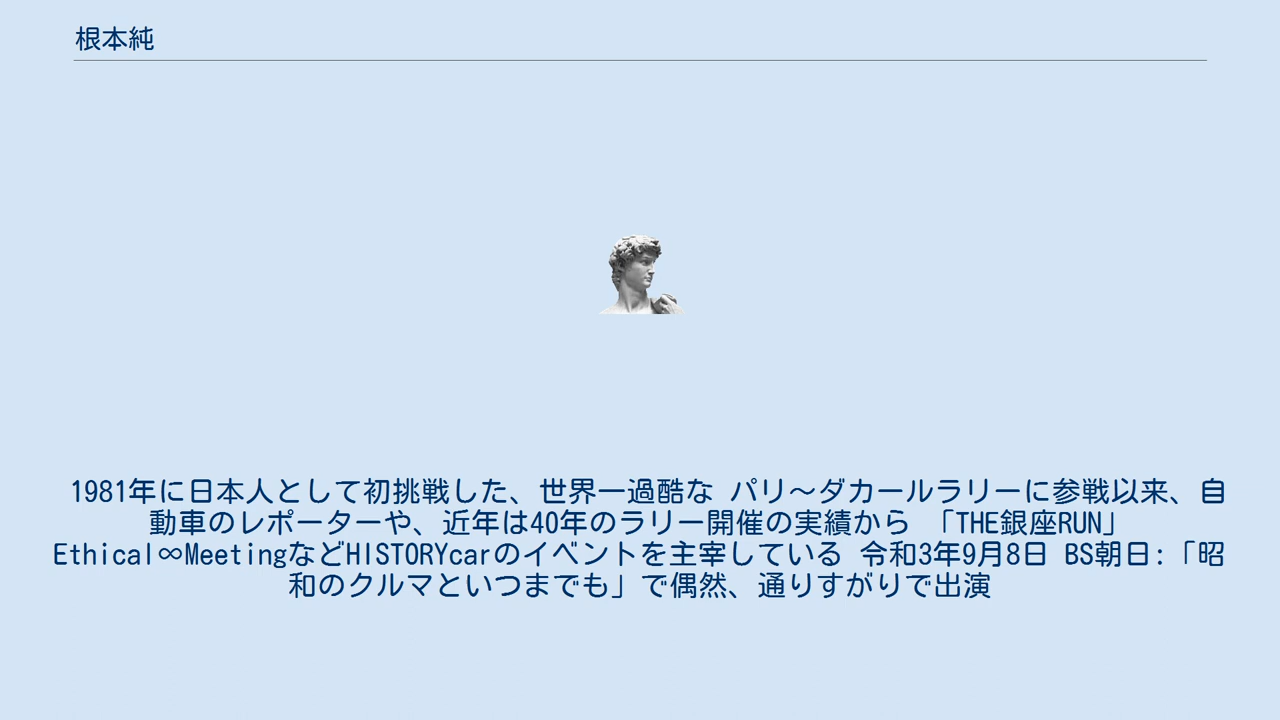 根本純
1981年に日本人として初挑戦した、世界一過酷な パリ～ダカールラリーに参戦以来、自
動車のレポーターや、近年は40年のラリー開催の実績から 「THE銀座RUN」
Ethical∞MeetingなどHISTORYcarのイベントを主宰している 令和3年9月8日 BS朝日:「昭
和のクルマといつまでも」で偶然、通りすがりで出演